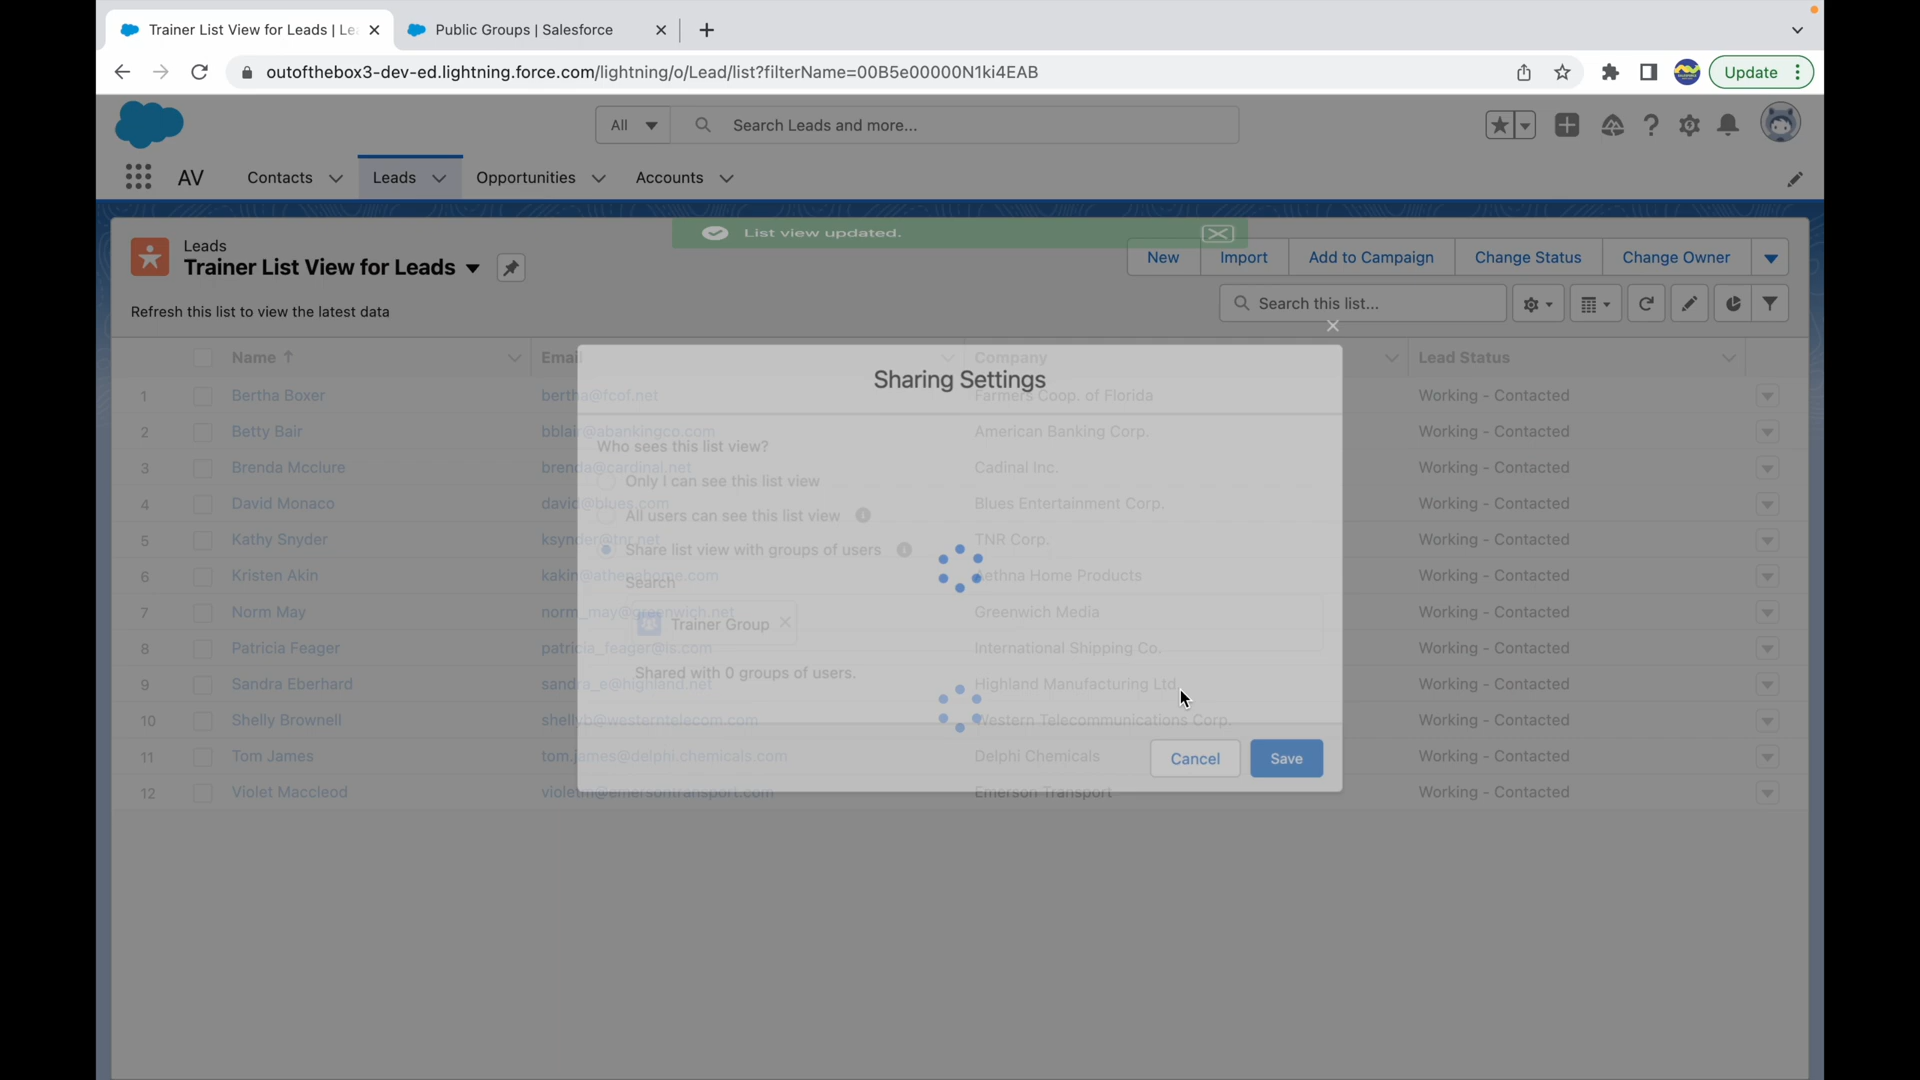 Trainer List View for Leads | Le
Public Groups | Salesforce
outofthebox3-dev-ed.lightning.force.com/lightning/o/Lead/list?filterName=00B5e00000N1ki4EAB
Update
All
Search Leads and more...
AV
Contacts
Leads
Opportunities
Accounts
List view updated.
Leads
Trainer List View for Leads
New
Import
Add to Campaign
Change Status
Change Owner
Refresh this list to view the latest data
Search this list...
Name
Email
Company
Lead Status
1 Bertha Boxer bertha@fcof.net Farmers Coop. of Florida Working - Contacted
2 Betty Bair bblair@abankingco.com American Banking Corp. Working - Contacted
3 Brenda Mcclure brenda@cardinal.net Cadinal Inc. Working - Contacted
4 David Monaco david@blues.com Blues Entertainment Corp. Working - Contacted
5 Kathy Snyder ksynder@tnr.net TNR Corp. Working - Contacted
6 Kristen Akin kakin@athenahome.com Aethna Home Products Working - Contacted
7 Norm May norm_may@greenwich.net Greenwich Media Working - Contacted
8 Patricia Feager patricia_feager@is.com International Shipping Co. Working - Contacted
9 Sandra Eberhard sandra_e@highland.net Highland Manufacturing Ltd. Working - Contacted
10 Shelly Brownell shellyb@westerntelecom.com Western Telecommunications Corp. Working - Contacted
11 Tom James tom.james@delphi.chemicals.com Delphi Chemicals Working - Contacted
12 Violet Maccleod violetm@emersontransport.com Emerson Transport Working - Contacted
Sharing Settings
Who sees this list view?
Only I can see this list view
All users can see this list view
Share list view with groups of users
Search
Trainer Group
Shared with 0 groups of users.
Cancel
Save